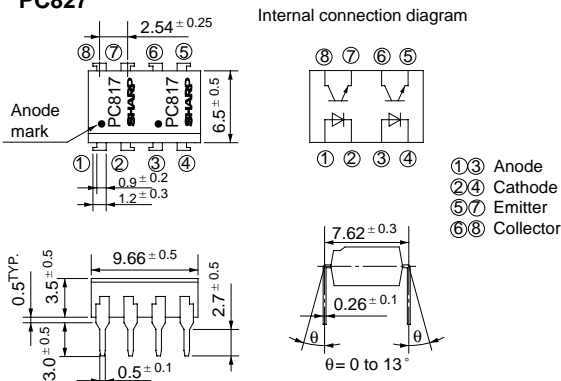 PC827
Internal connection diagram
2.54 ± 0.25
⑧ ⑦ ⑥ ⑤
PC817
SHARP
PC817
SHARP
6.5 ± 0.5
Anode
mark
① ② ③ ④
0.9 ± 0.2
1.2 ± 0.3
⑧ ⑦ ⑥ ⑤
① ② ③ ④
①③ Anode
②④ Cathode
⑤⑦ Emitter
⑥⑧ Collector
9.66 ± 0.5
0.5 TYP.
3.5 ± 0.5
3.0 ± 0.5
2.7 ± 0.5
0.5 ± 0.1
7.62 ± 0.3
0.26 ± 0.1
θ θ
θ = 0 to 13 °